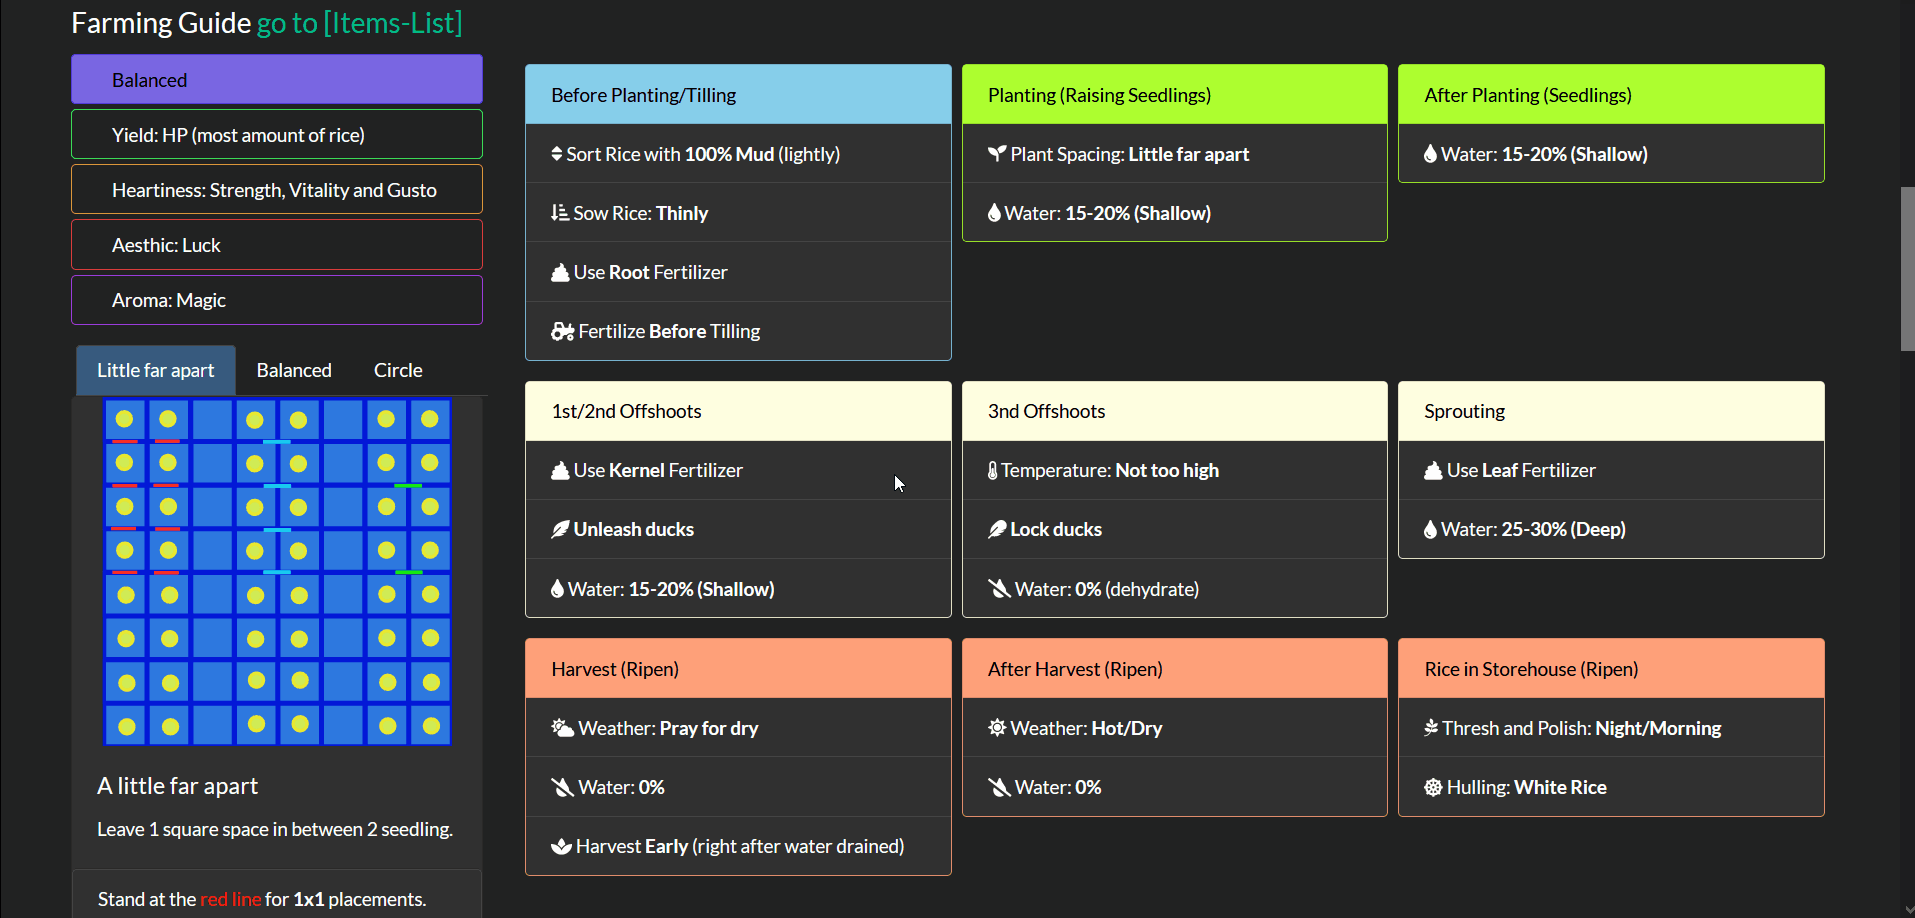 Farming Guide go to [Items-List]
Balanced
Yield: HP (most amount of rice)
Heartiness: Strength, Vitality and Gusto
Aesthic: Luck
Aroma: Magic
Little far apart
Balanced
Circle
A little far apart
Leave 1 square space in between 2 seedling.
Stand at the red line for 1x1 placements.
Before Planting/Tilling
Sort Rice with 100% Mud (lightly)
Sow Rice: Thinly
Use Root Fertilizer
Fertilize Before Tilling
Planting (Raising Seedlings)
Plant Spacing: Little far apart
Water: 15-20% (Shallow)
After Planting (Seedlings)
Water: 15-20% (Shallow)
1st/2nd Offshoots
Use Kernel Fertilizer
Unleash ducks
Water: 15-20% (Shallow)
3nd Offshoots
Temperature: Not too high
Lock ducks
Water: 0% (dehydrate)
Sprouting
Use Leaf Fertilizer
Water: 25-30% (Deep)
Harvest (Ripen)
Weather: Pray for dry
Water: 0%
Harvest Early (right after water drained)
After Harvest (Ripen)
Weather: Hot/Dry
Water: 0%
Rice in Storehouse (Ripen)
Thresh and Polish: Night/Morning
Hulling: White Rice